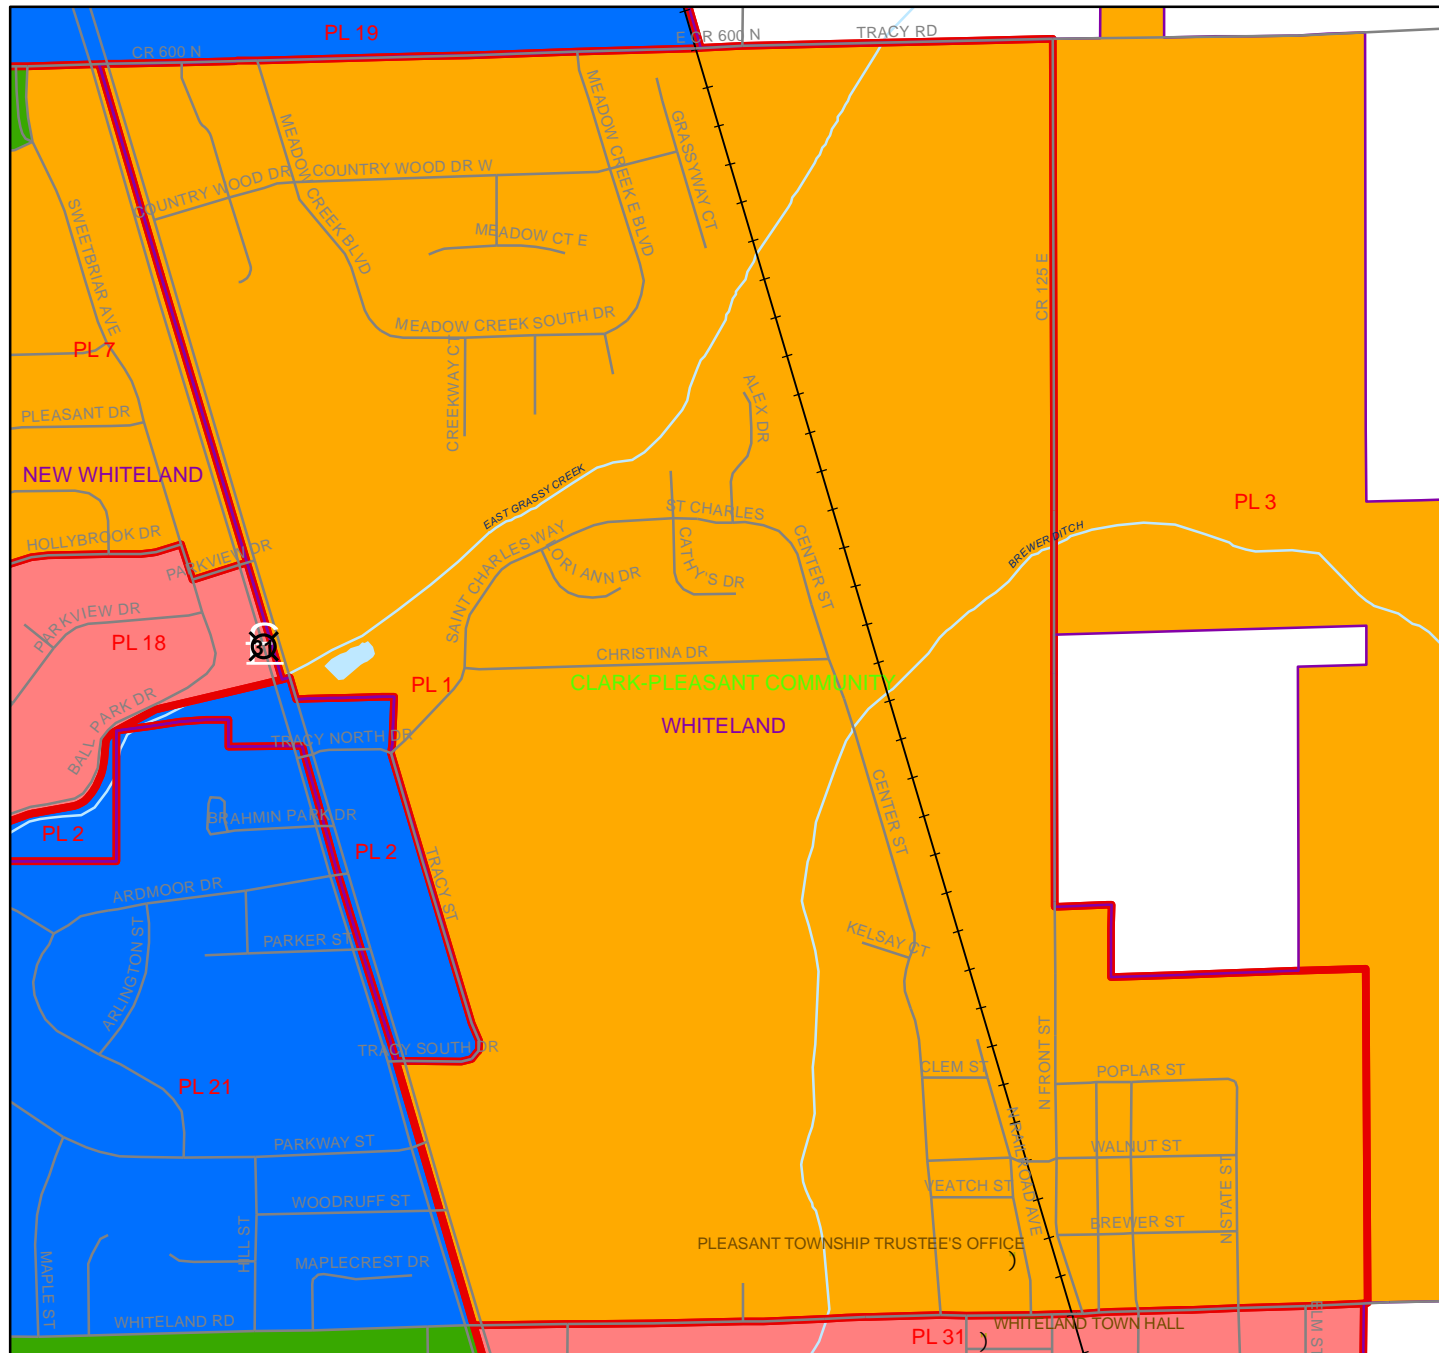 PL 19
CR 600 N
E CR 600 N
TRACY RD
MEADOW CREEK BLVD
MEADOW CREEK E BLVD
GRASSYWAY CT
COUNTRY WOOD DR
COUNTRY WOOD DR W
SWEETBRIAR AVE
MEADOW CT E
CR 125 E
MEADOW CREEK SOUTH DR
PL 7
CREEKWAY CT
ALEX DR
PLEASANT DR
NEW WHITELAND
EAST GRASSY CREEK
PL 3
ST CHARLES
HOLLYBROOK DR
PARKVIEW DR
SAINT CHARLES WAY
LORI ANN DR
CATHY'S DR
CENTER ST
BREWER DITCH
PARKVIEW DR
PL 18
31
CHRISTINA DR
PL 1
CLARK-PLEASANT COMMUNITY
WHITELAND
BALL PARK DR
TRACY NORTH DR
CENTER ST
BRAHMIN PARK DR
PL 2
PL 2
TRACY ST
ARDMOOR DR
PARKER ST
ARLINGTON ST
KELSAY CT
TRACY SOUTH DR
PL 21
CLEM ST
N FRONT ST
POPLAR ST
N RAILROAD AVE
PARKWAY ST
WALNUT ST
VEATCH ST
WOODRUFF ST
HILL ST
N STATE ST
BREWER ST
PLEASANT TOWNSHIP TRUSTEE'S OFFICE
MAPLE ST
MAPLECREST DR
WHITELAND RD
WHITELAND TOWN HALL
PL 31
ELM ST